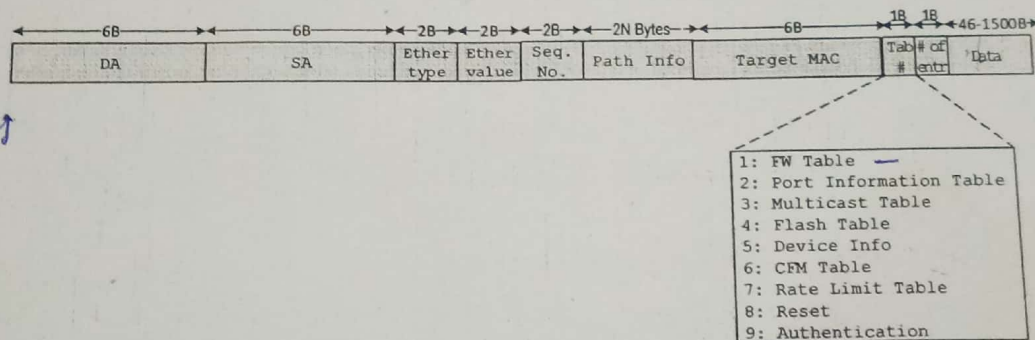 6B 6B 2B 2B 2B 2N Bytes 6B 1B 1B 46-1500B
DA SA Ether type Ether value Seq. No. Path Info Target MAC Tab # # of entr Data
1: FW Table
2: Port Information Table
3: Multicast Table
4: Flash Table
5: Device Info
6: CFM Table
7: Rate Limit Table
8: Reset
9: Authentication